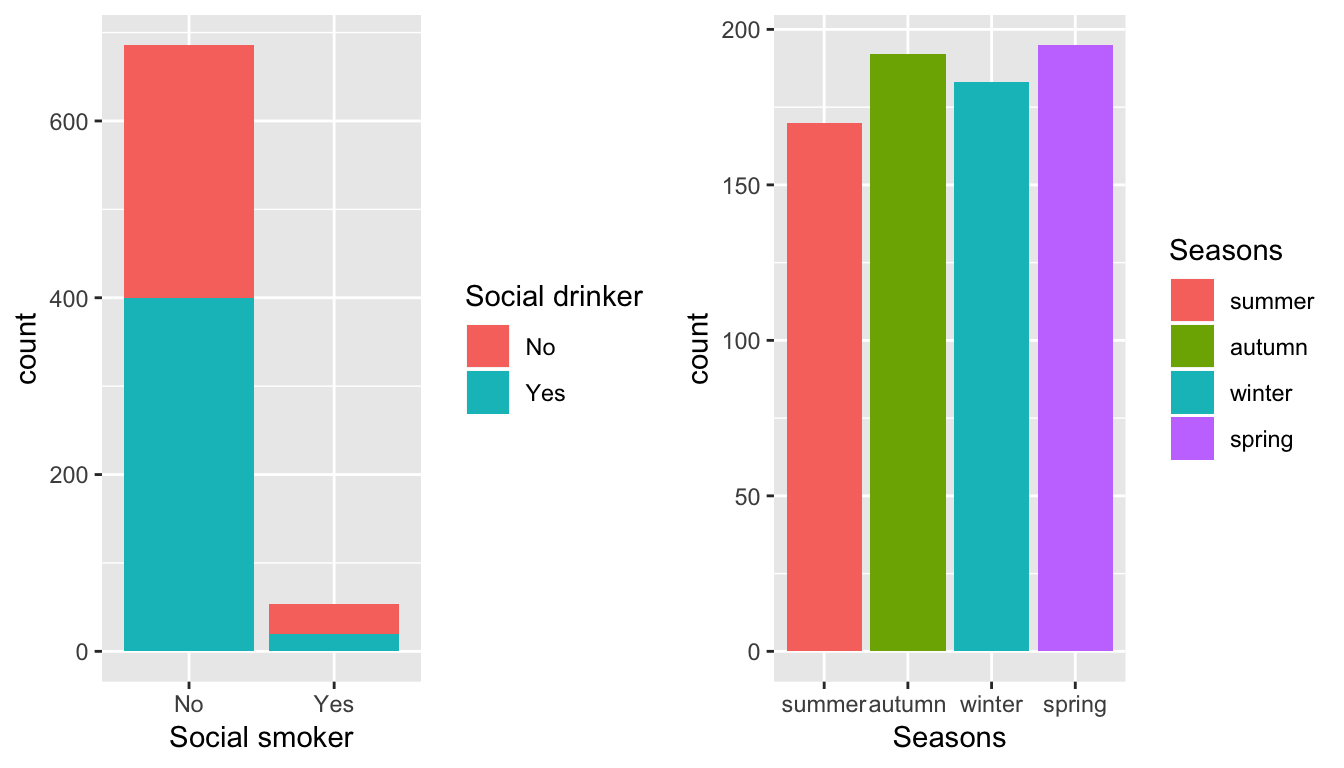 count
600
400
200
0
No Yes
Social smoker
Social drinker
No
Yes
count
200
150
100
50
0
summer autumn winter spring
Seasons
Seasons
summer
autumn
winter
spring